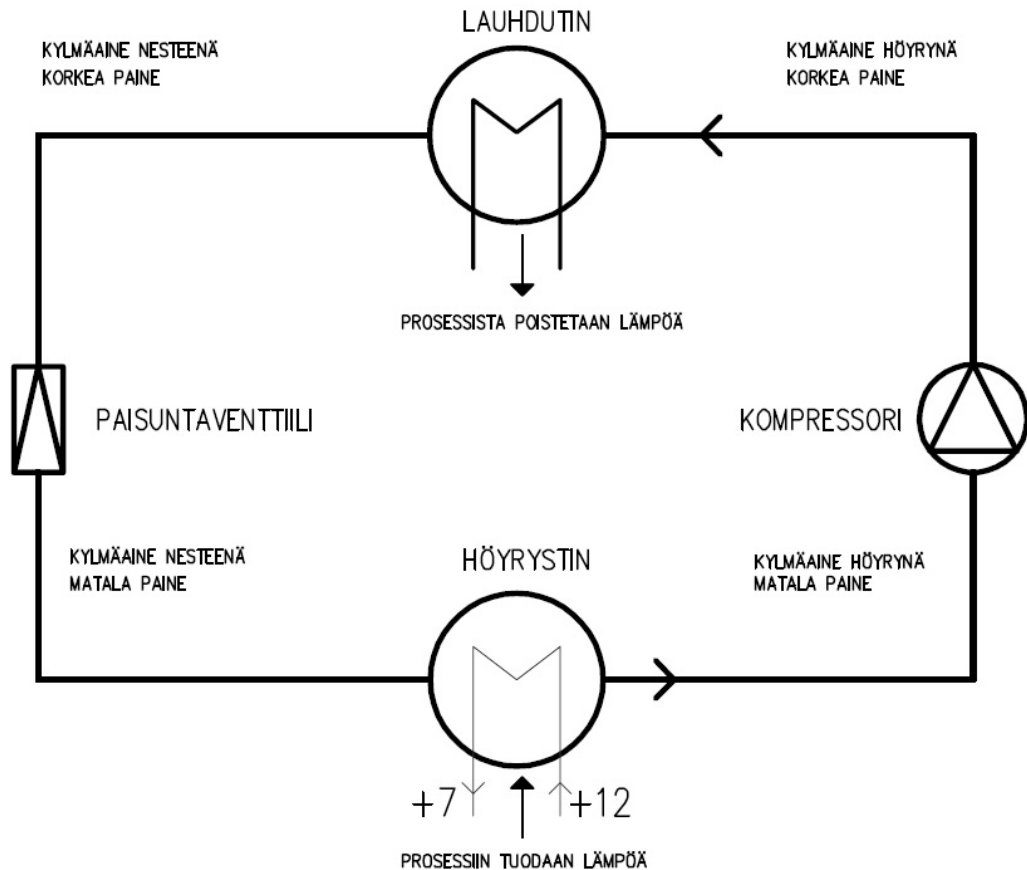 LAUHDUTIN
KYLMÄAINE NESTEENÄ
KORKEA PAINE
KYLMÄAINE HÖYRYNÄ
KORKEA PAINE
PROSESSISTA POISTETAAN LÄMPÖÄ
PAISUNTAVENTTIILI
KOMPRESSORI
KYLMÄAINE NESTEENÄ
MATALA PAINE
HÖYRYSTIN
KYLMÄAINE HÖYRYNÄ
MATALA PAINE
+7
+12
PROSESSIIN TUODAAN LÄMPÖÄ